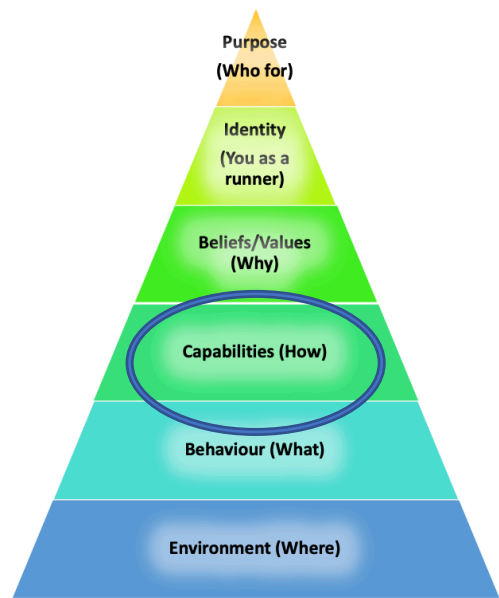 Purpose
(Who for)
Identity
(You as a
runner)
Beliefs/Values
(Why)
Capabilities (How)
Behaviour (What)
Environment (Where)